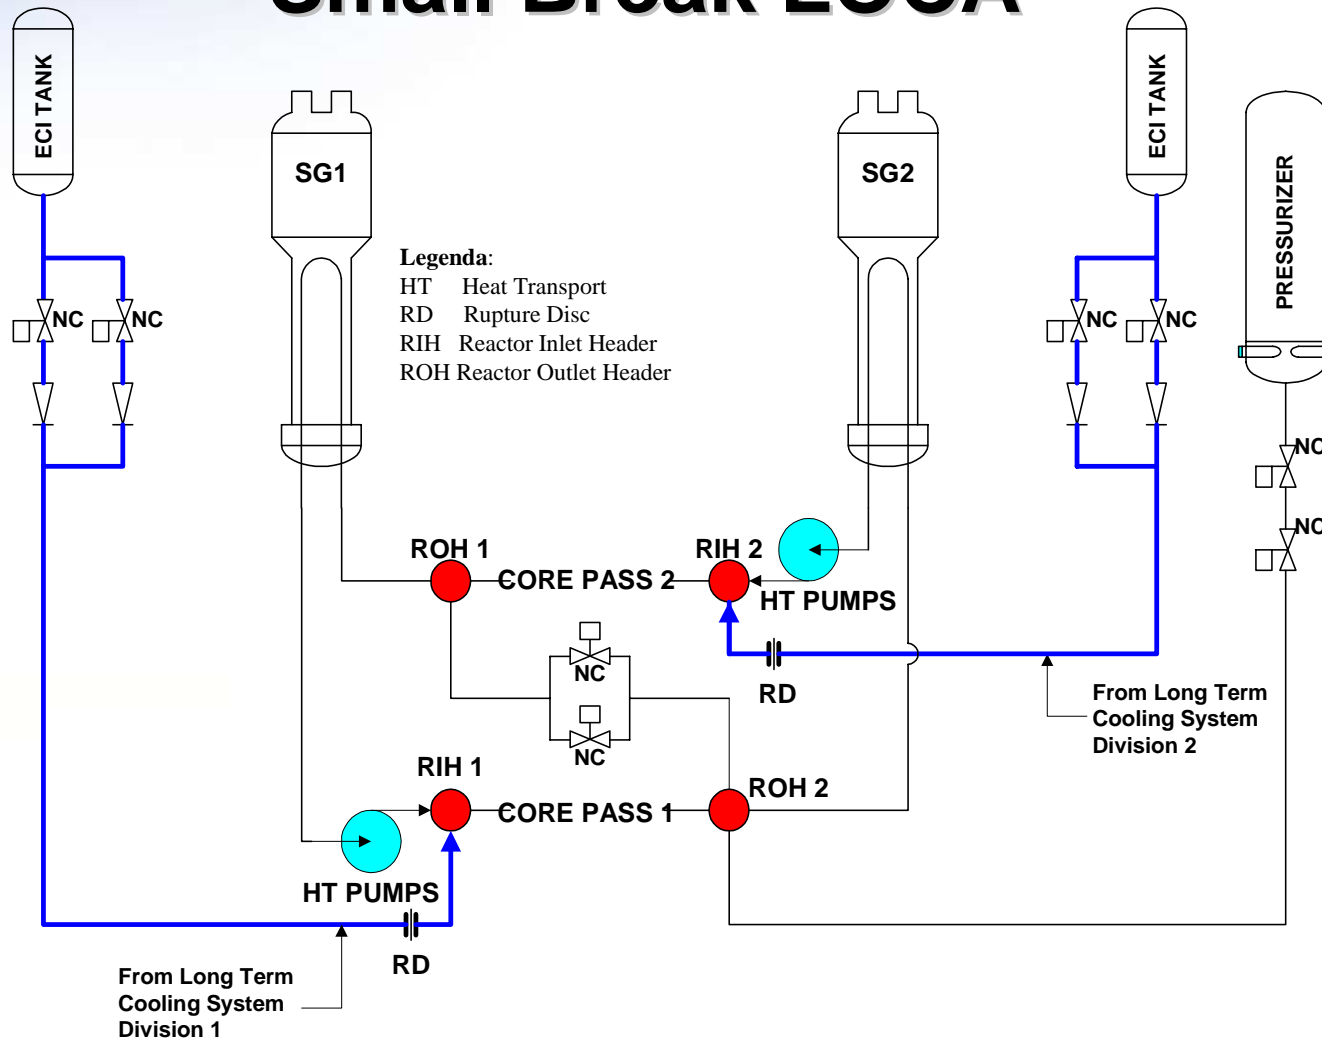 Small Break LOCA
ECI TANK
SG1
SG2
ECI TANK
PRESSURIZER
Legenda:
HT Heat Transport
RD Rupture Disc
RIH Reactor Inlet Header
ROH Reactor Outlet Header
NC
NC
NC
NC
NC
NC
ROH 1
CORE PASS 2
RIH 2
HT PUMPS
NC
RD
NC
From Long Term
Cooling System
Division 2
RIH 1
CORE PASS 1
ROH 2
HT PUMPS
RD
From Long Term
Cooling System
Division 1